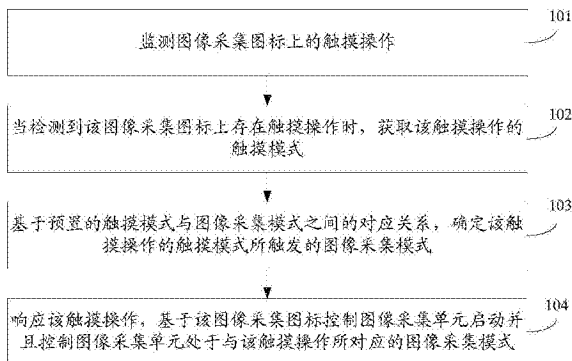 101
监测图像采集图标上的触摸操作
102
当检测到该图像采集图标上存在触摸操作时，获取该触摸操作的
触摸模式
103
基于预置的触摸模式与图像采集模式之间的对应关系，确定该触
摸操作的触摸模式所触发的图像采集模式
104
响应该触摸操作，基于该图像采集图标控制图像采集单元启动并
且控制图像采集单元处于与该触摸操作所对应的图像采集模式